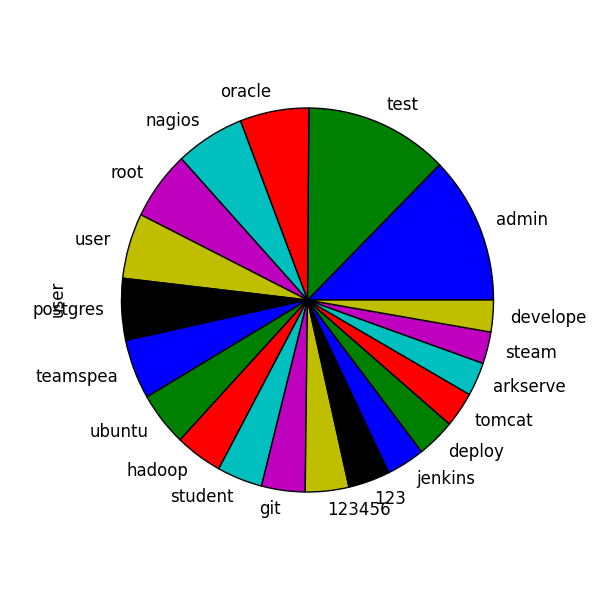 oracle
test
nagios
root
admin
user
user
postgres
develope
steam
teamspea
arkserve
tomcat
ubuntu
deploy
hadoop
jenkins
student
123
git
123456